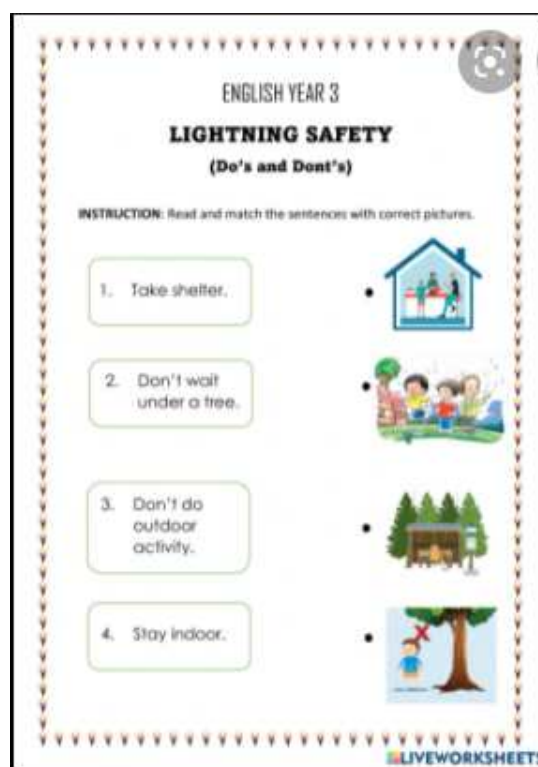 ENGLISH YEAR 3
LIGHTNING SAFETY
(Do's and Dont's)
INSTRUCTION: Read and match the sentences with correct pictures.
1. Take shelter.
2. Don't wait
under a tree.
3. Don't do
outdoor
activity.
4. Stay indoor.
LIVEWORKSHEETS